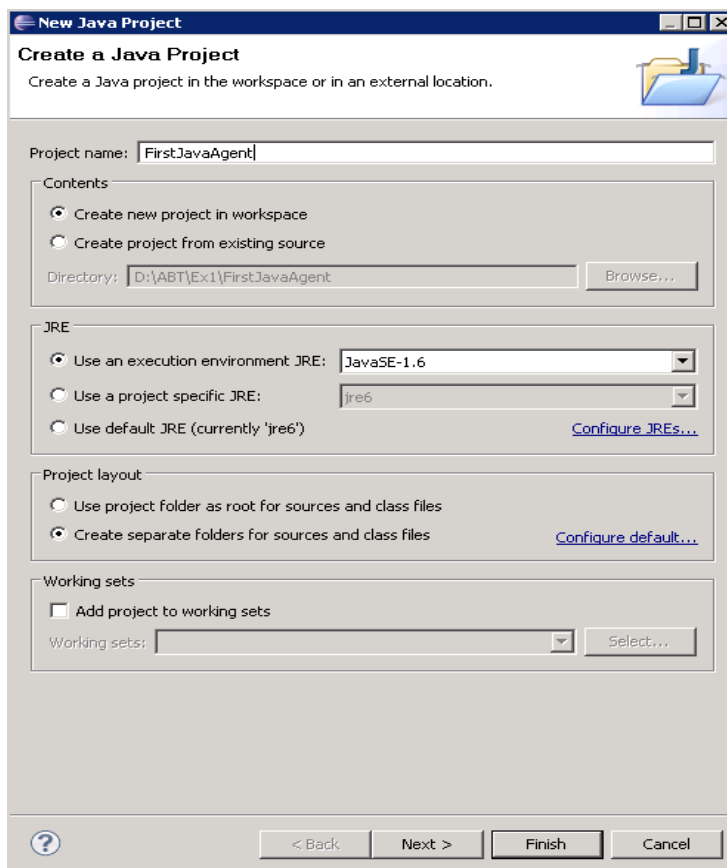 New Java Project
Create a Java Project
Create a Java project in the workspace or in an external location.
Project name: FirstJavaAgent
Contents
Create new project in workspace
Create project from existing source
Directory: D:\ABT\Ex1\FirstJavaAgent Browse...
JRE
Use an execution environment JRE: JavaSE-1.6
Use a project specific JRE: jre6
Use default JRE (currently 'jre6') Configure JREs...
Project layout
Use project folder as root for sources and class files
Create separate folders for sources and class files Configure default...
Working sets
Add project to working sets
Working sets: Select...
? < Back Next > Finish Cancel